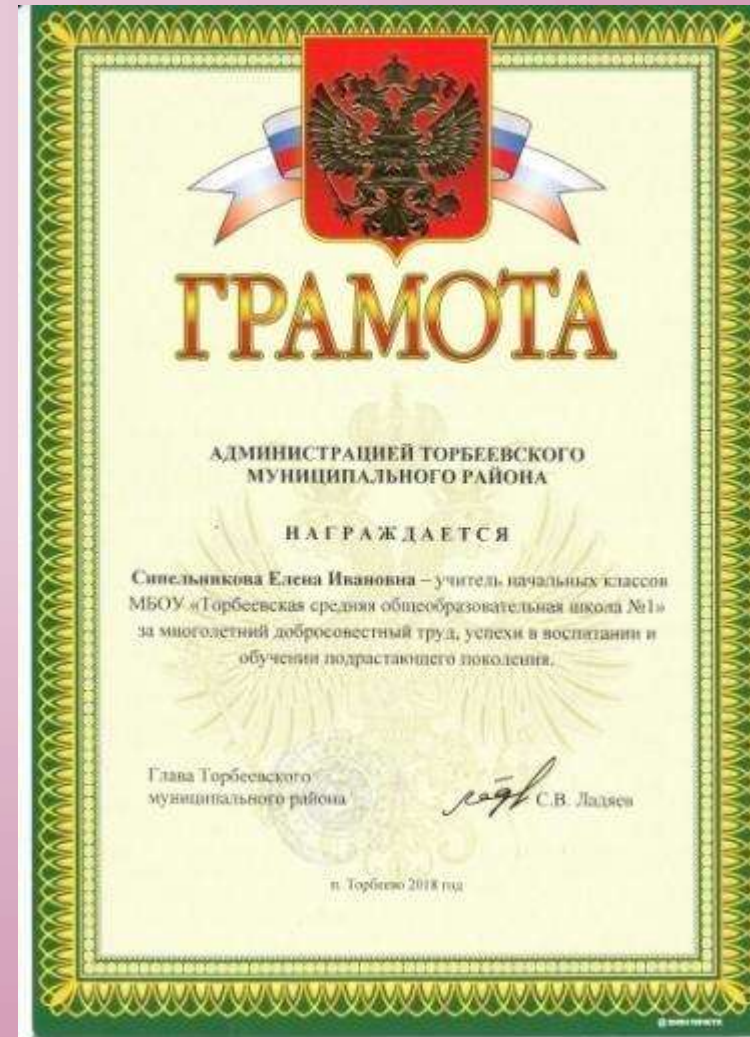 ГРАМОТА
АДМИНИСТРАЦИЕЙ ТОРБЕЕВСКОГО
МУНИЦИПАЛЬНОГО РАЙОНА
НАГРАЖДАЕТСЯ
Синельникова Елена Ивановна – учитель начальных классов
МБОУ «Торбеевская средняя общеобразовательная школа №1»
за многолетний добросовестный труд, успехи в воспитании и
обучении подрастающего поколения.
Глава Торбеевского
муниципального района
С.В. Ладяев
п. Торбеево 2018 год